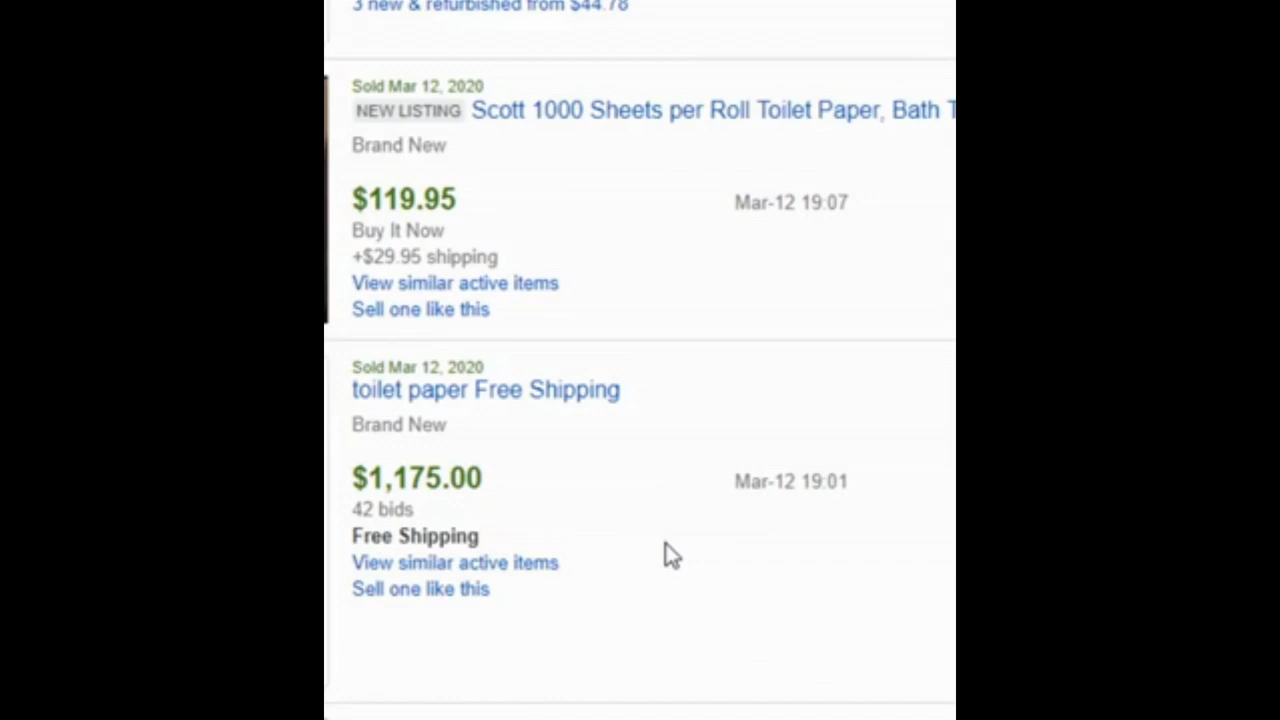 3 new & refurbished from $44.78
Sold Mar 12, 2020
NEW LISTING Scott 1000 Sheets per Roll Toilet Paper, Bath T
Brand New
$119.95 Mar-12 19:07
Buy It Now
+$29.95 shipping
View similar active items
Sell one like this
Sold Mar 12, 2020
toilet paper Free Shipping
Brand New
$1,175.00 Mar-12 19:01
42 bids
Free Shipping
View similar active items
Sell one like this